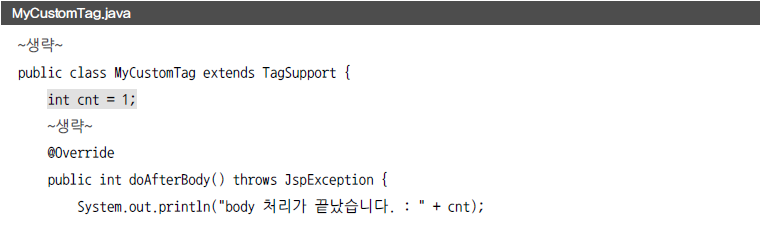 MyCustomTag.java
~생략~
public class MyCustomTag extends TagSupport {
int cnt = 1;
~생략~
@Override
public int doAfterBody() throws JspException {
System.out.println("body 처리가 끝났습니다. : " + cnt);